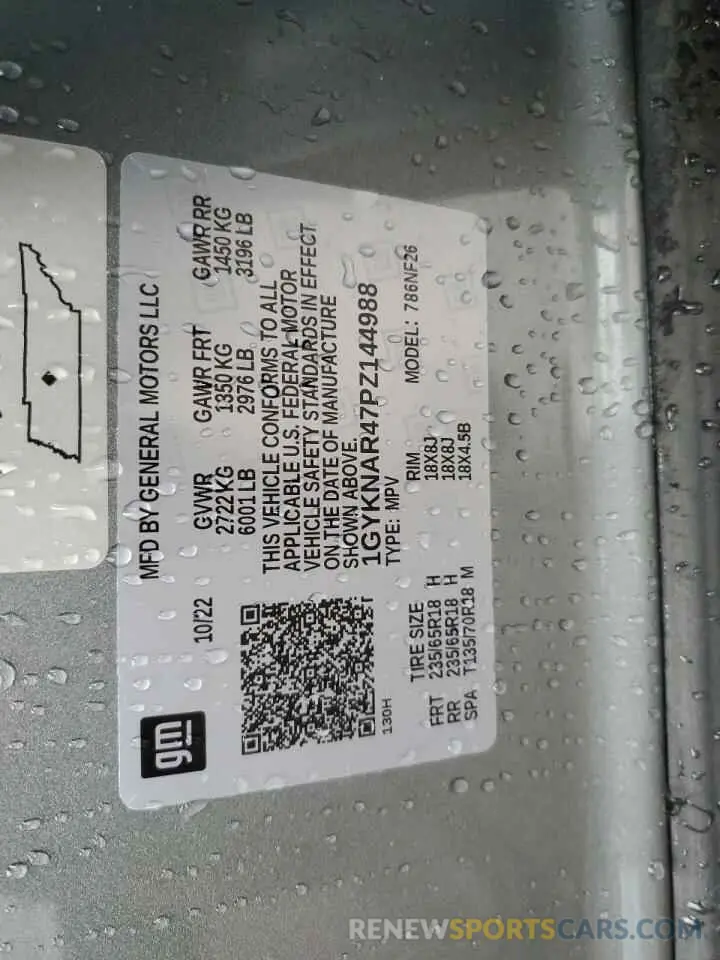 gm
MFD BY GENERAL MOTORS LLC
10/22
GVWR GAWR FRT GAWR RR
2722 KG 1350 KG 1450 KG
6001 LB 2976 LB 3196 LB
THIS VEHICLE CONFORMS TO ALL
APPLICABLE U.S. FEDERAL MOTOR
VEHICLE SAFETY STANDARDS IN EFFECT
ON THE DATE OF MANUFACTURE
SHOWN ABOVE.
1GYKNAR47PZ144988
TYPE: MPV
MODEL: 786NF26
130H
TIRE SIZE RIM
FRT 235/65R18 H 18X8J
RR 235/65R18 H 18X8J
SPA T135/70R18 M 18X4.5B
RENEWSPORTSCARS.COM